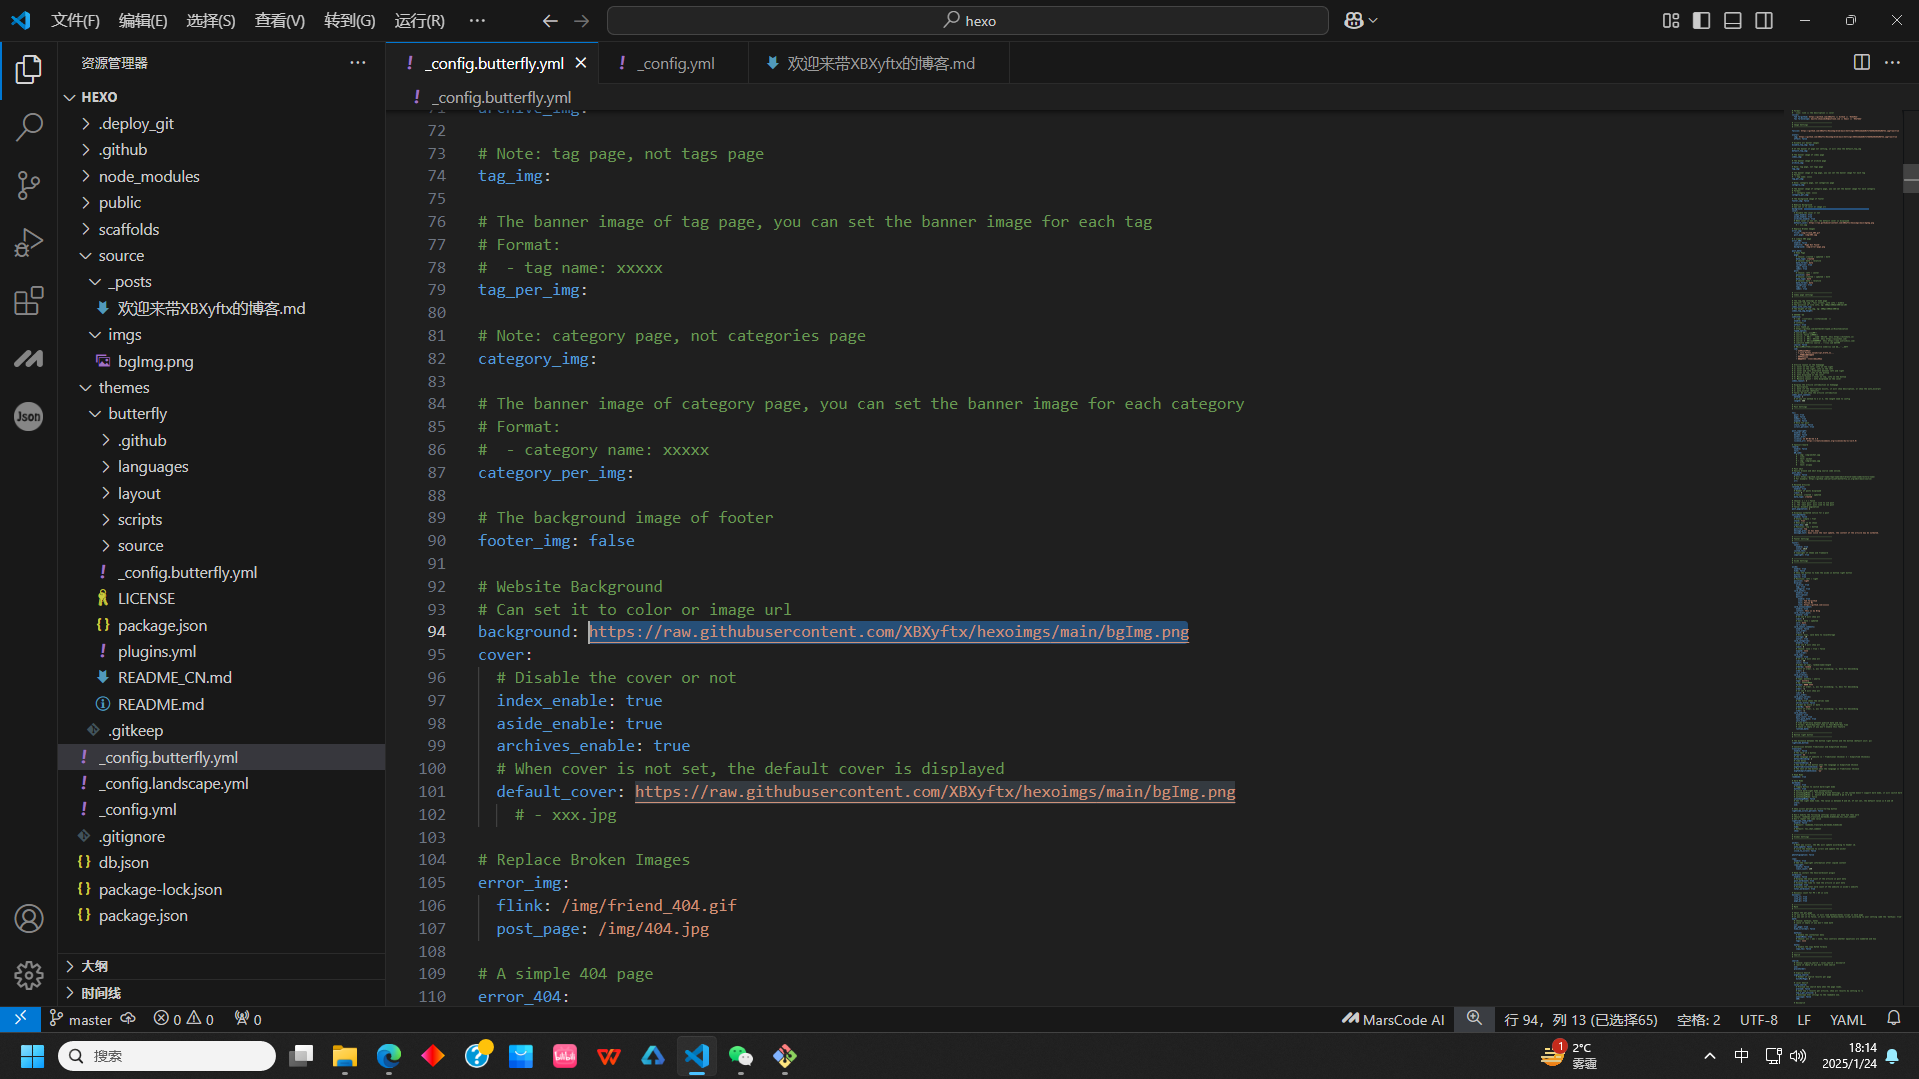 文件(F) 编辑(E) 选择(S) 查看(V) 转到(G) 运行(R) ··· hexo
资源管理器 ···
HEXO
.deploy_git
.github
node_modules
public
scaffolds
source
_posts
欢迎来带XBXyftx的博客.md
imgs
bgImg.png
themes
butterfly
.github
languages
layout
scripts
source
_config.butterfly.yml
LICENSE
package.json
plugins.yml
README_CN.md
README.md
.gitkeep
_config.butterfly.yml
_config.landscape.yml
_config.yml
.gitignore
db.json
package-lock.json
package.json
大纲
时间线
Json
_config.butterfly.yml
_config.yml
欢迎来带XBXyftx的博客.md
_config.butterfly.yml
71 archive_img:
72
73 # Note: tag page, not tags page
74 tag_img:
75
76 # The banner image of tag page, you can set the banner image for each tag
77 # Format:
78 #  - tag name: xxxxx
79 tag_per_img:
80
81 # Note: category page, not categories page
82 category_img:
83
84 # The banner image of category page, you can set the banner image for each category
85 # Format:
86 #  - category name: xxxxx
87 category_per_img:
88
89 # The background image of footer
90 footer_img: false
91
92 # Website Background
93 # Can set it to color or image url
94 background: https://raw.githubusercontent.com/XBXyftx/hexoimgs/main/bgImg.png
95 cover:
96 # Disable the cover or not
97 index_enable: true
98 aside_enable: true
99 archives_enable: true
100 # When cover is not set, the default cover is displayed
101 default_cover: https://raw.githubusercontent.com/XBXyftx/hexoimgs/main/bgImg.png
102 # - xxx.jpg
103
104 # Replace Broken Images
105 error_img:
106 flink: /img/friend_404.gif
107 post_page: /img/404.jpg
108
109 # A simple 404 page
110 error_404:
master 0 0 0 MarsCode AI 行 94，列 13 (已选择65) 空格: 2 UTF-8 LF YAML
搜索
1 2°C
雾霾
中
18:14
2025/1/24